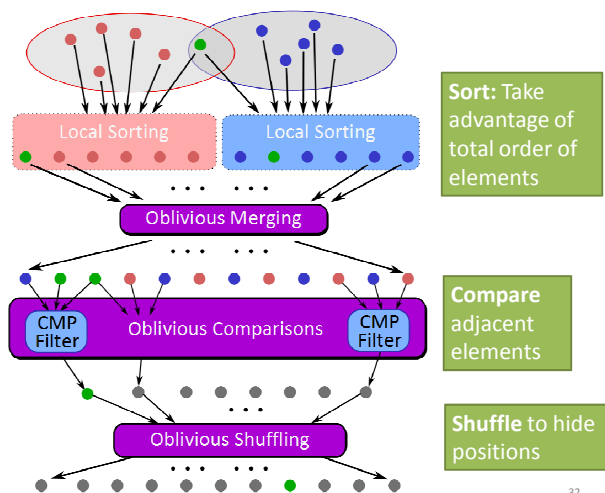 Local Sorting
Local Sorting
Sort: Take
advantage of
total order of
elements
Oblivious Merging
CMP
Filter
Oblivious Comparisons
CMP
Filter
Compare
adjacent
elements
Oblivious Shuffling
Shuffle to hide
positions
32